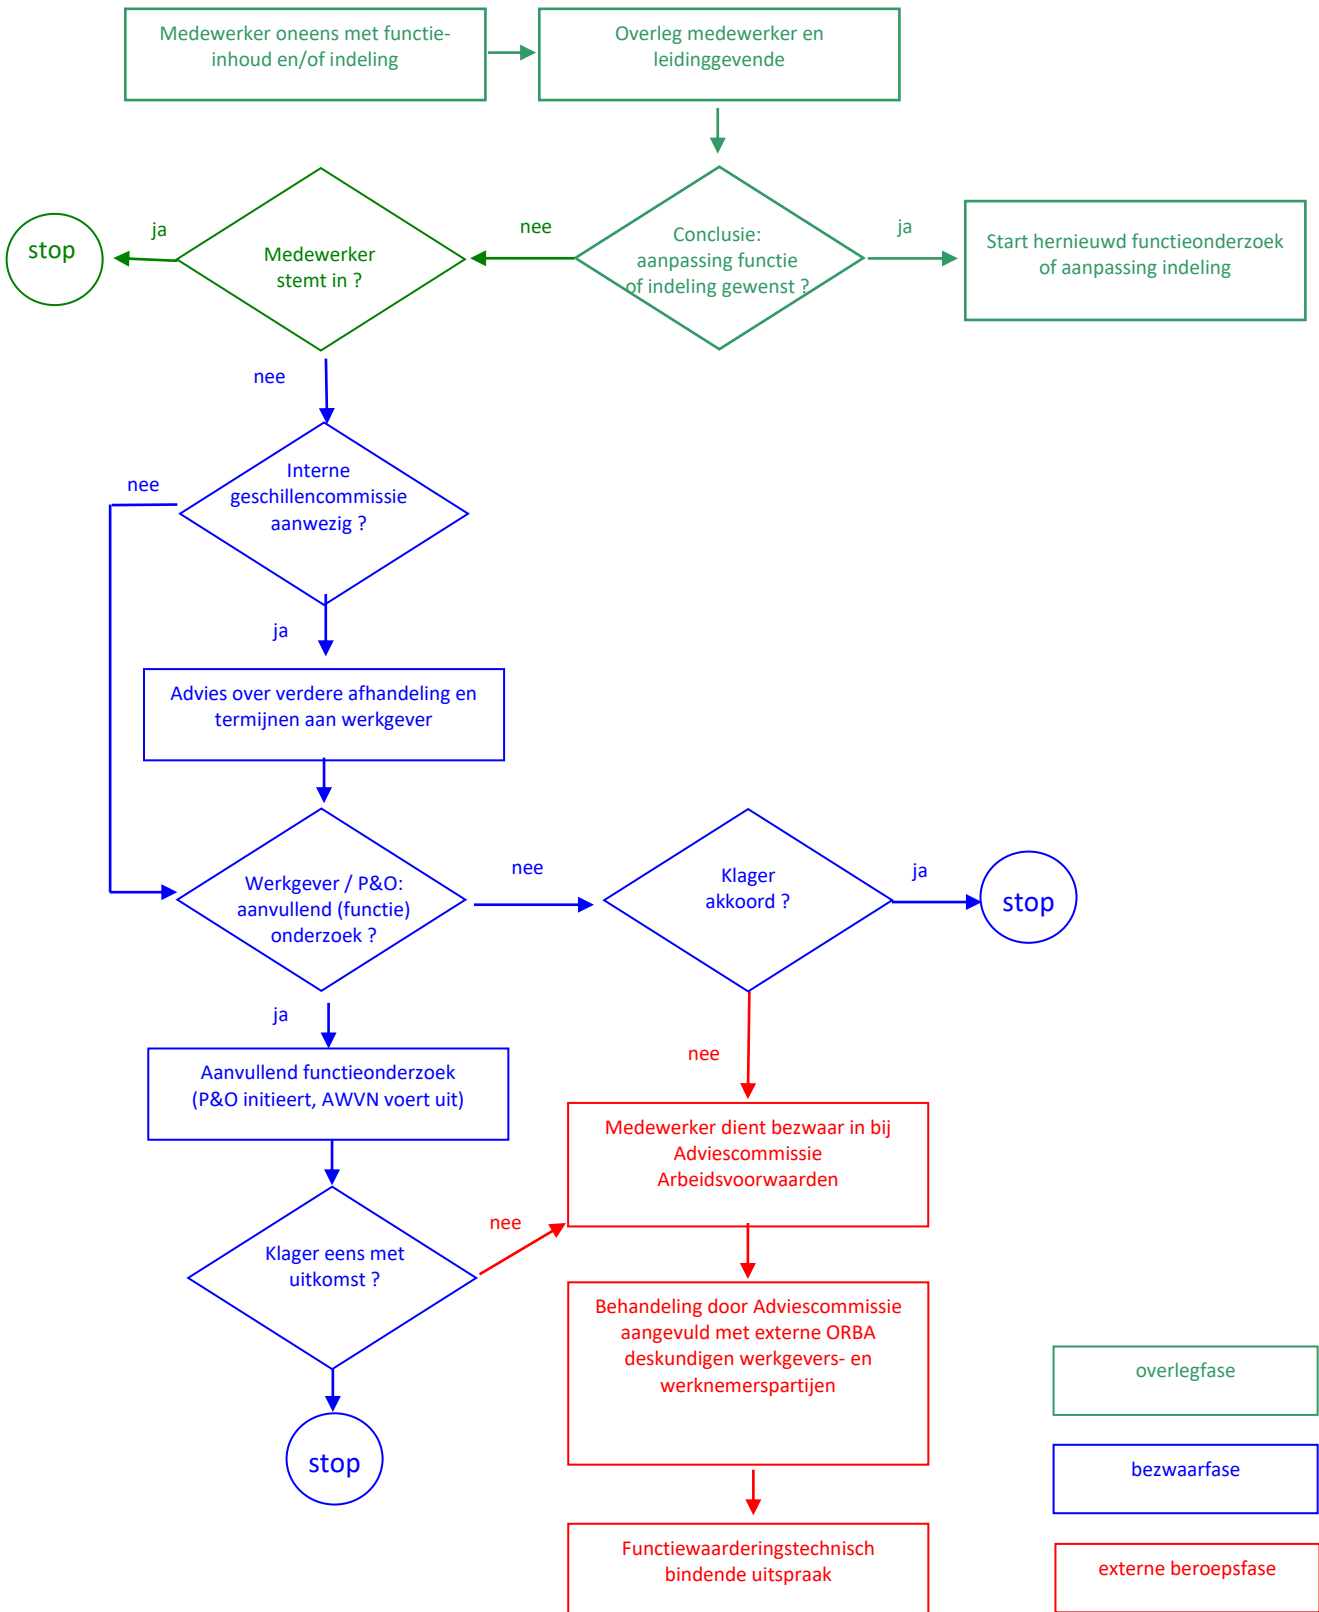 Medewerker oneens met functie-
inhoud en/of indeling
Overleg medewerker en
leidinggevende
stop
ja
Medewerker
stemt in ?
nee
Conclusie:
aanpassing functie
of indeling gewenst ?
ja
Start hernieuwd functieonderzoek
of aanpassing indeling
nee
nee
Interne
geschillencommissie
aanwezig ?
ja
Advies over verdere afhandeling en
termijnen aan werkgever
Werkgever / P&O:
aanvullend (functie)
onderzoek ?
nee
Klager
akkoord ?
ja
stop
ja
nee
Aanvullend functieonderzoek
(P&O initieert, AWVN voert uit)
Medewerker dient bezwaar in bij
Adviescommissie
Arbeidsvoorwaarden
Klager eens met
uitkomst ?
nee
stop
Behandeling door Adviescommissie
aangevuld met externe ORBA
deskundigen werkgevers- en
werknemerspartijen
Functiewaarderingstechnisch
bindende uitspraak
overlegfase
bezwaarfase
externe beroepsfase